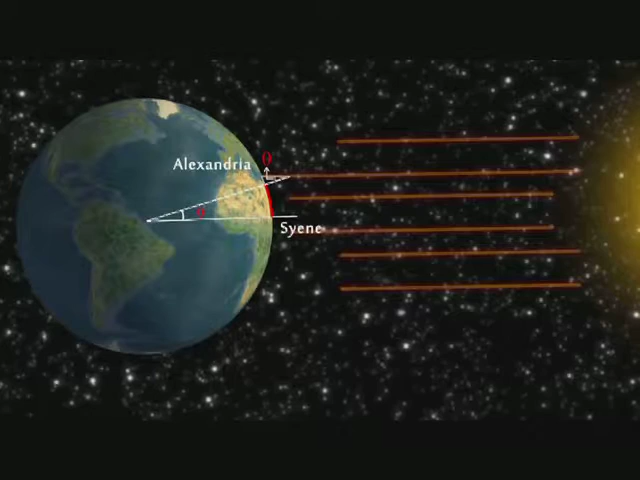 Alexandria θ
θ
Syene